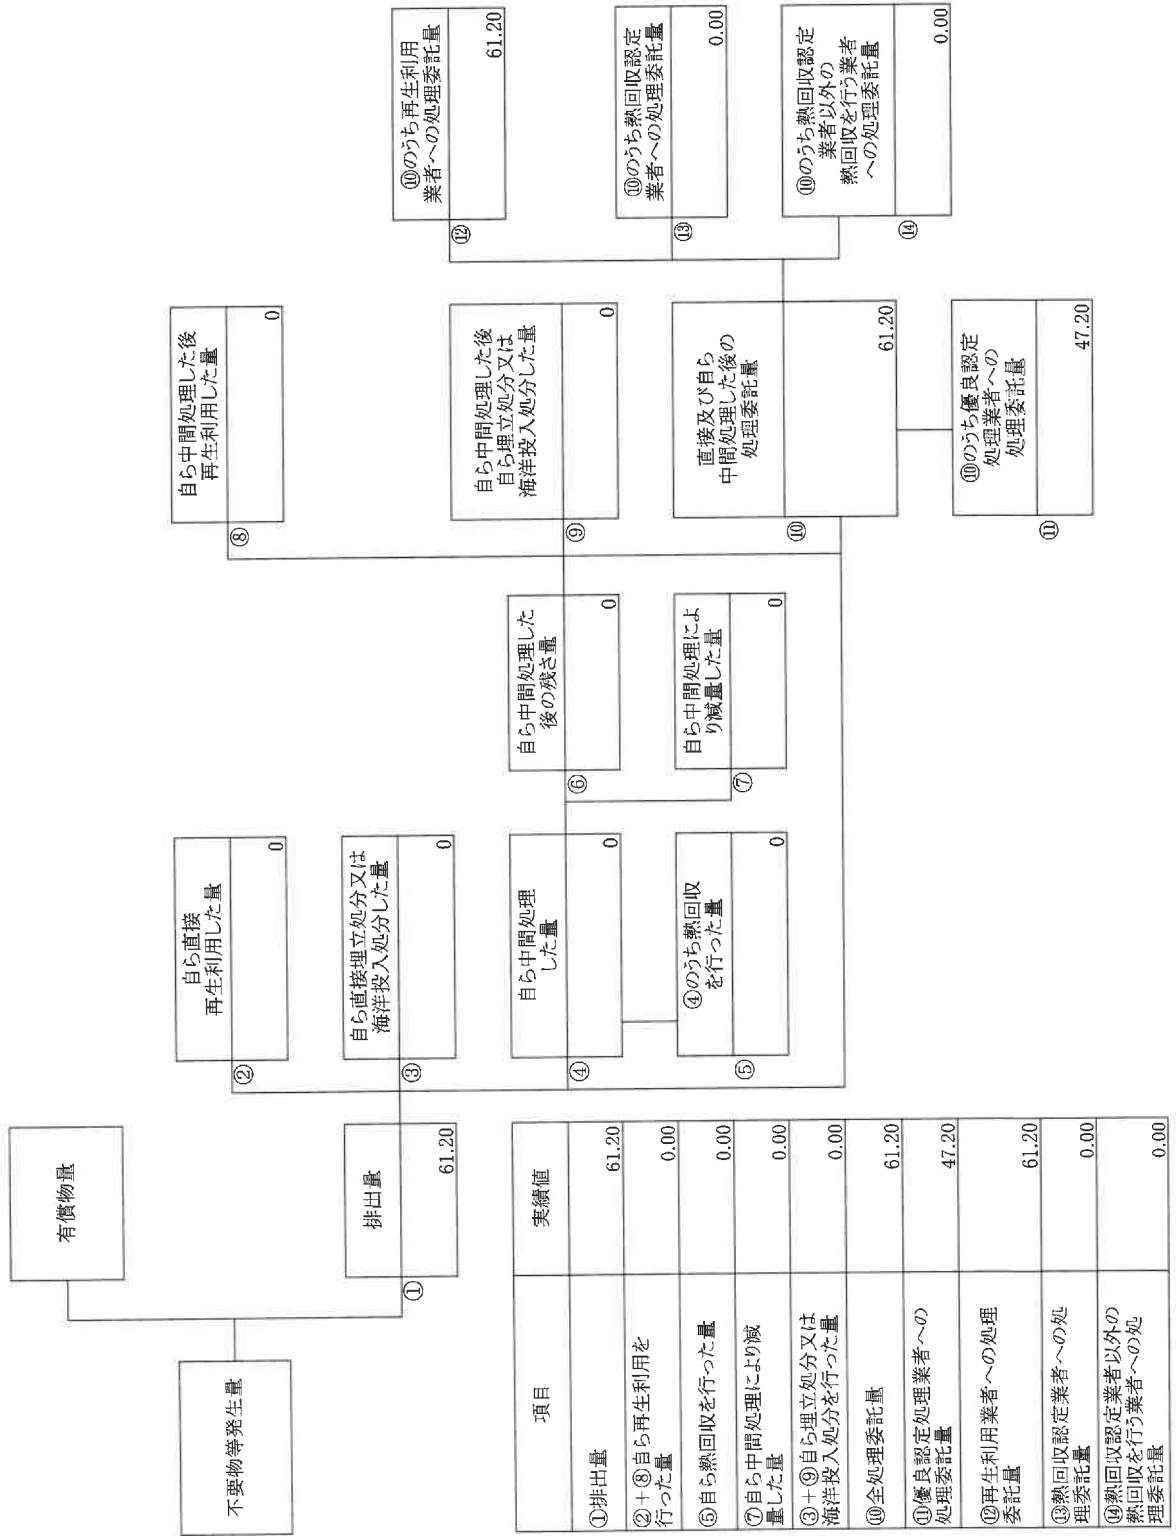 不要物等発生量
有償物量
排出量
①
61.20
自ら直接
再生利用した量
②
0
自ら直接埋立処分又は
海洋投入処分した量
③
0
自ら中間処理
した量
④
0
④のうち熱回収
を行った量
⑤
0
自ら中間処理した
後の残さ量
⑥
0
自ら中間処理によ
り減量した量
⑦
0
自ら中間処理した後
再生利用した量
⑧
0
自ら中間処理した後
自ら埋立処分又は
海洋投入処分した量
⑨
0
直接及び自ら
中間処理した後の
処理委託量
⑩
61.20
⑩のうち優良認定
処理業者への
処理委託量
⑪
47.20
⑩のうち再生利用
業者への処理委託量
⑫
61.20
⑩のうち熱回収認定
業者への処理委託量
⑬
0.00
⑩のうち熱回収認定
業者以外の
熱回収を行う業者
への処理委託量
⑭
0.00
項目 実績値
①排出量 61.20
②+⑧自ら再生利用を
行った量 0.00
⑤自ら熱回収を行った量 0.00
⑦自ら中間処理により減
量した量 0.00
③+⑨自ら埋立処分又は
海洋投入処分を行った量 0.00
⑩全処理委託量 61.20
⑪優良認定処理業者への
処理委託量 47.20
⑫再生利用業者への処理
委託量 61.20
⑬熱回収認定業者への処
理委託量 0.00
⑭熱回収認定業者以外の
熱回収を行う業者への処
理委託量 0.00